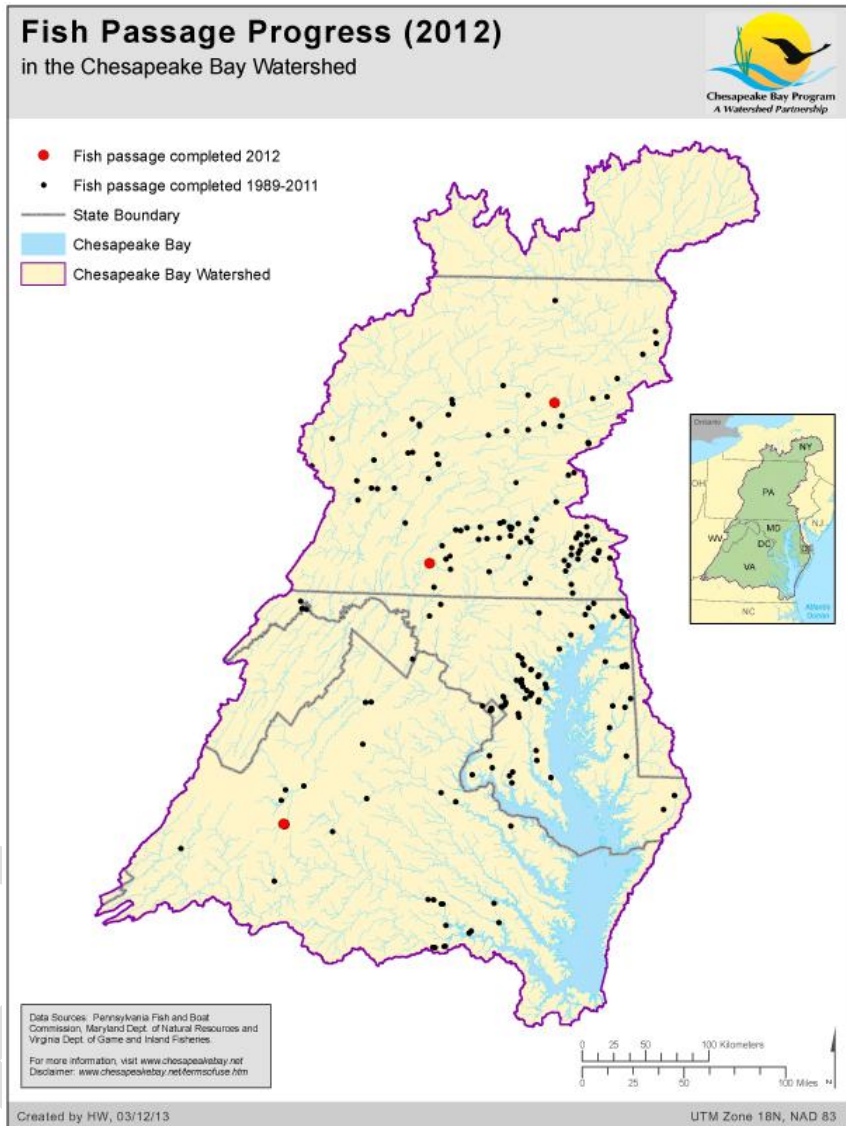 Fish Passage Progress (2012)
in the Chesapeake Bay Watershed
Chesapeake Bay Program
A Watershed Partnership
Fish passage completed 2012
Fish passage completed 1989-2011
State Boundary
Chesapeake Bay
Chesapeake Bay Watershed
Ontario
NY
OH
PA
NJ
MD
WV
DC
DE
VA
NC
Atlantic
Ocean
Data Sources: Pennsylvania Fish and Boat
Commission, Maryland Dept. of Natural Resources and
Virginia Dept. of Game and Inland Fisheries.
For more information, visit www.chesapeakebay.net
Disclaimer: www.chesapeakebay.net/termsofuse.htm
0 25 50 100 Kilometers
0 25 50 100 Miles
N
Created by HW, 03/12/13
UTM Zone 18N, NAD 83